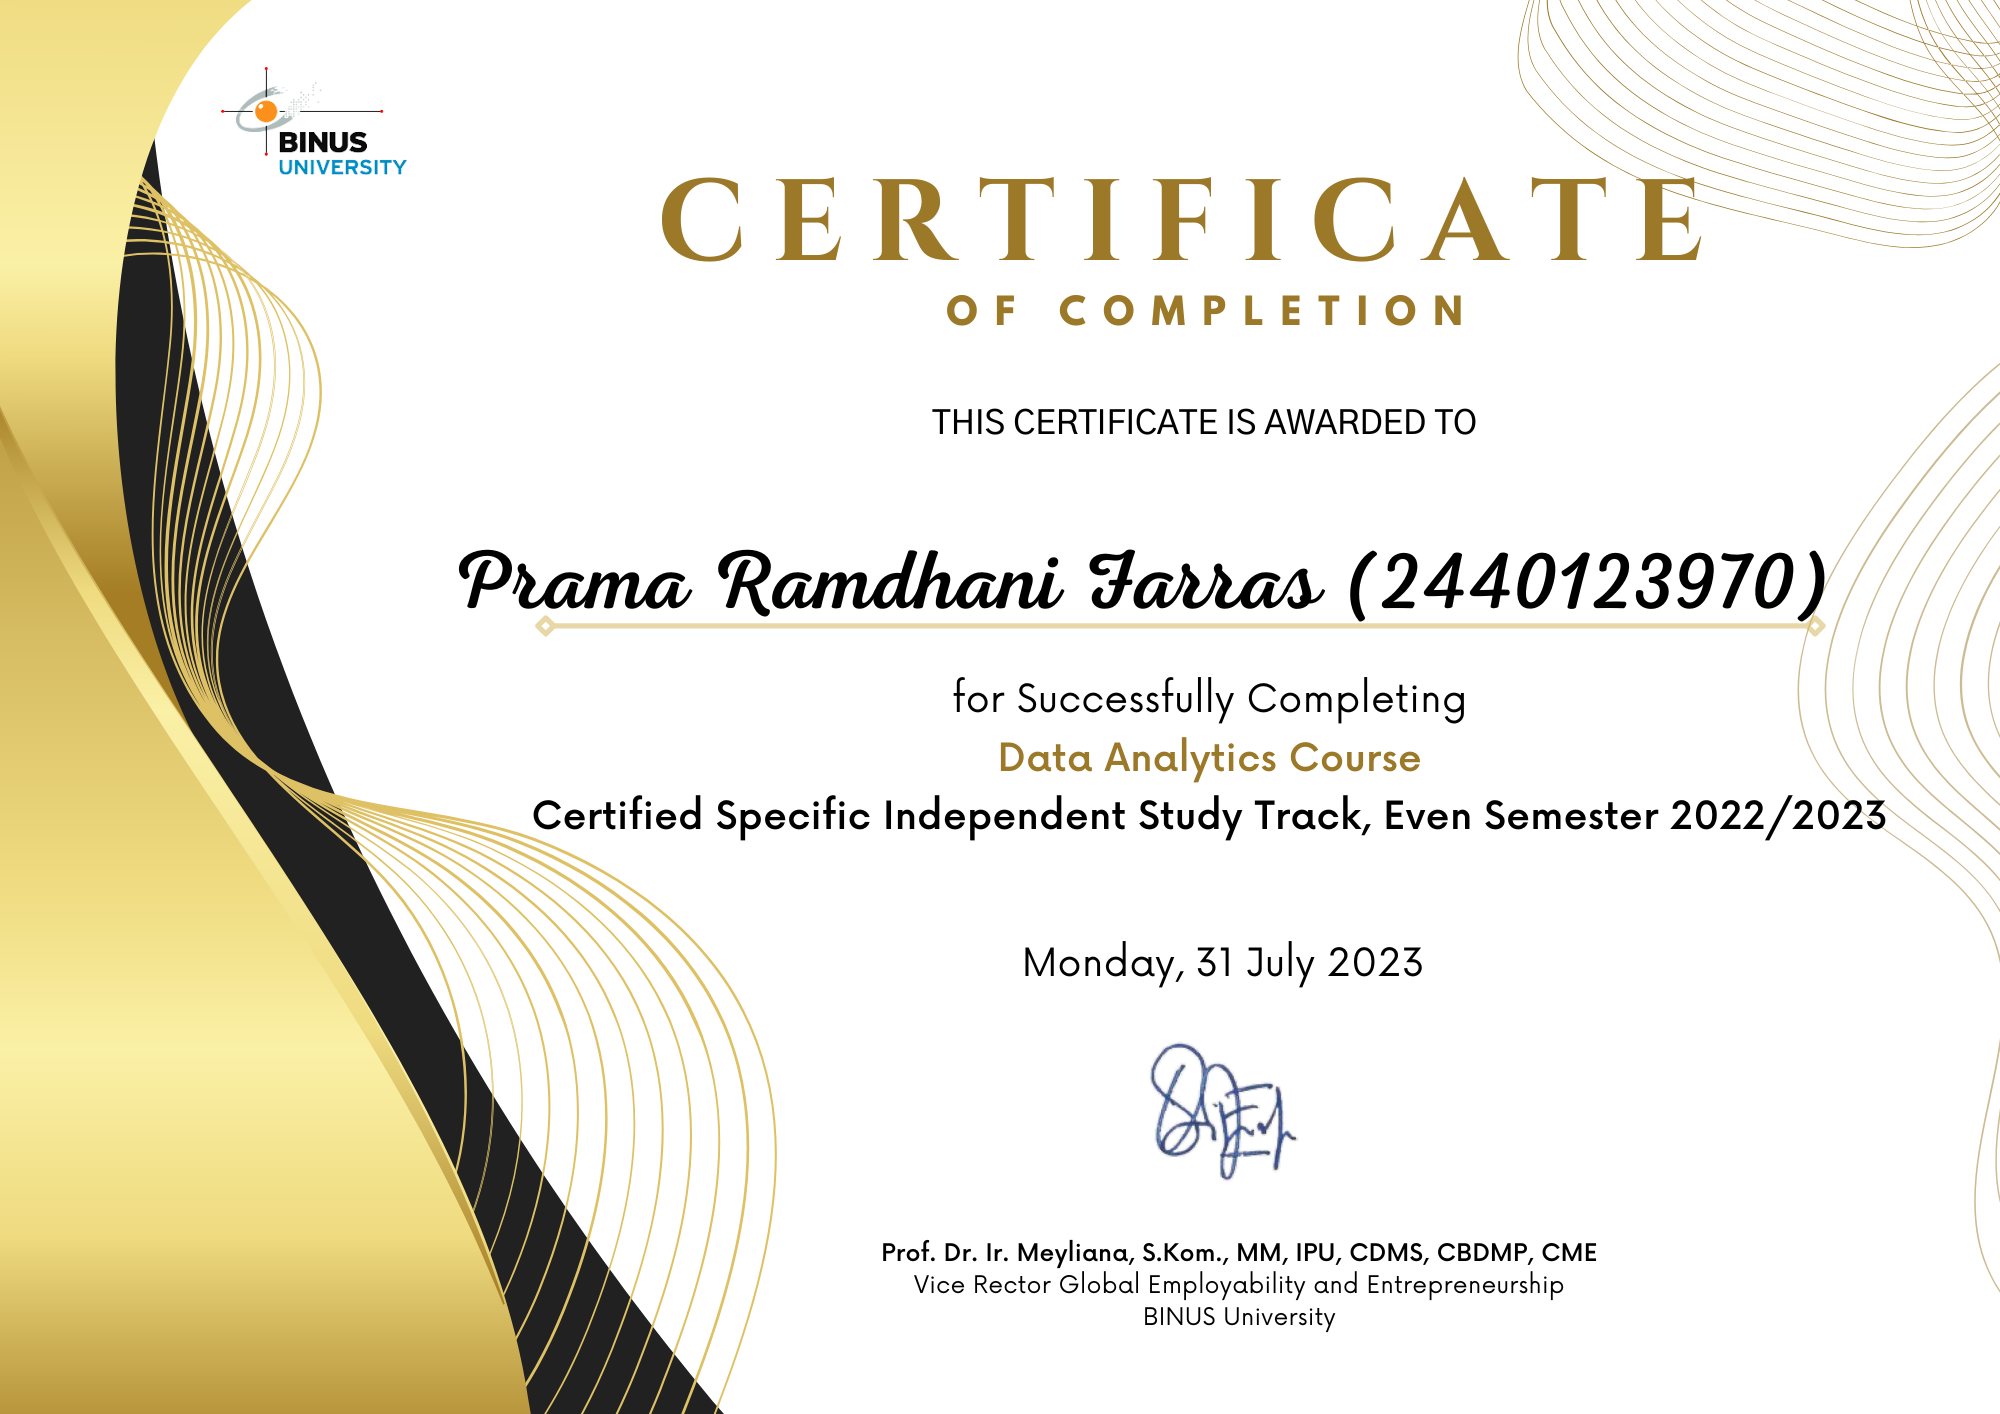 BINUS
UNIVERSITY
CERTIFICATE
OF COMPLETION
THIS CERTIFICATE IS AWARDED TO
Prama Ramdhani Farras (2440123970)
for Successfully Completing
Data Analytics Course
Certified Specific Independent Study Track, Even Semester 2022/2023
Monday, 31 July 2023
Prof. Dr. Ir. Meyliana, S.Kom., MM, IPU, CDMS, CBDMP, CME
Vice Rector Global Employability and Entrepreneurship
BINUS University